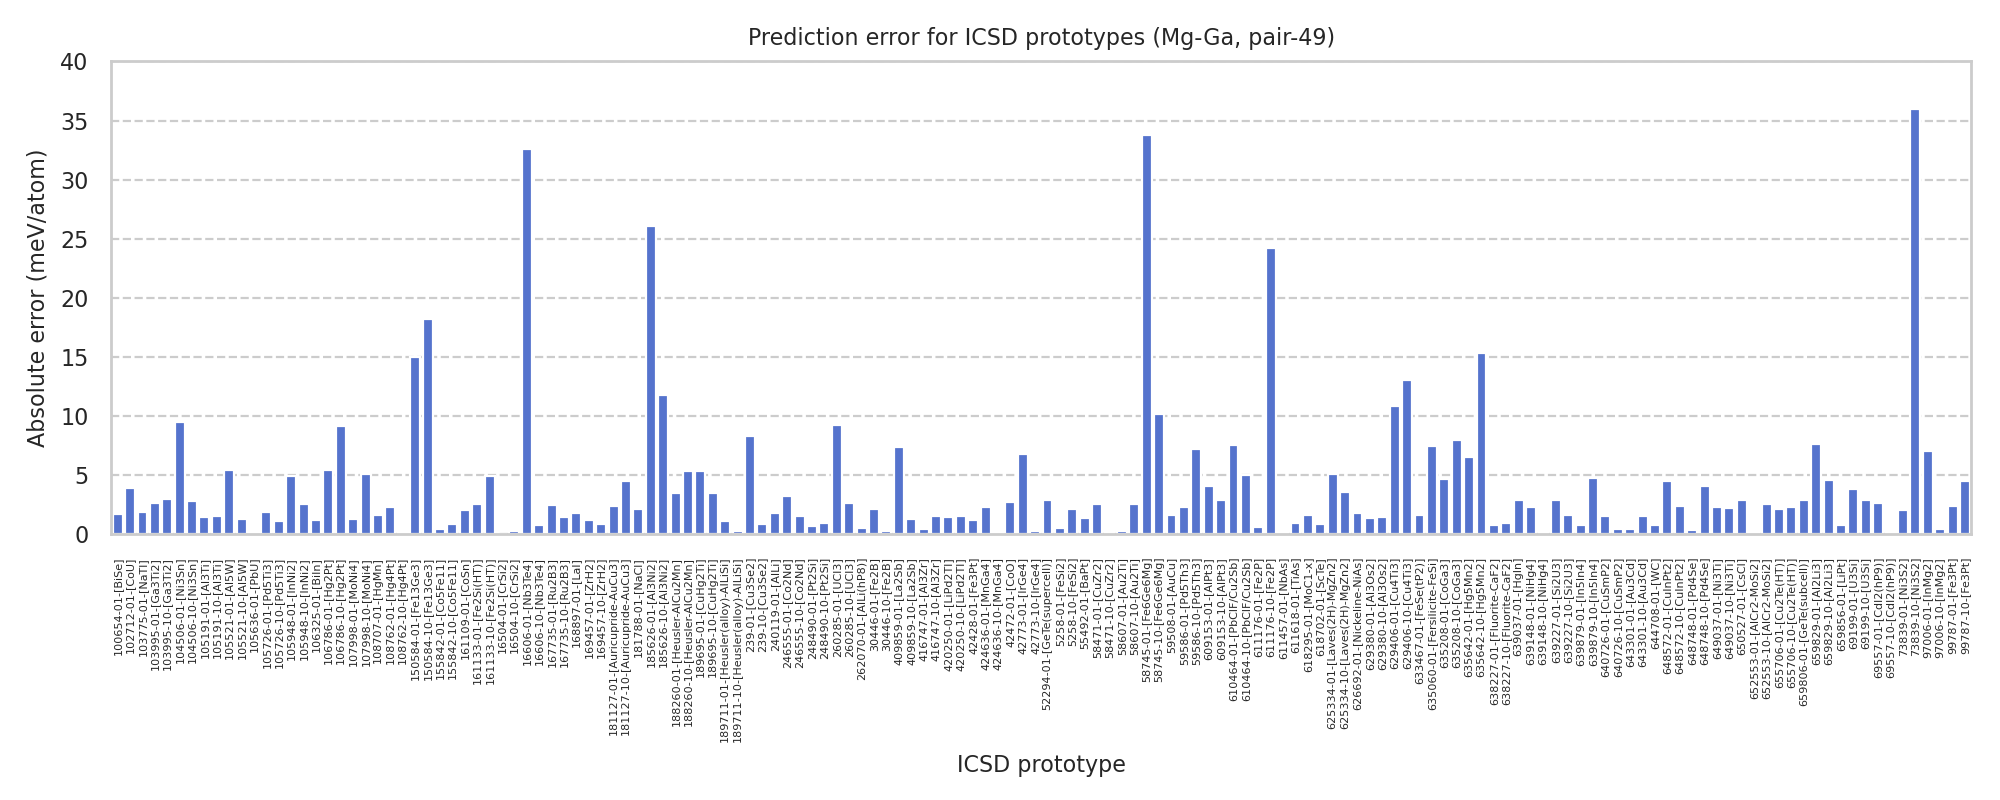 Prediction error for ICSD prototypes (Mg-Ga, pair-49)
Absolute error (meV/atom)
40
35
30
25
20
15
10
5
0
100654-01-[BiSe]
102712-01-[CoU]
103775-01-[NaTl]
103995-01-[Ga3Ti2]
103995-10-[Ga3Ti2]
104506-01-[Ni3Sn]
104506-10-[Ni3Sn]
105191-01-[Al3Ti]
105191-10-[Al3Ti]
105521-01-[Al5W]
105521-10-[Al5W]
105636-01-[PbU]
105726-01-[Pd5Ti3]
105726-10-[Pd5Ti3]
105948-01-[InNi2]
105948-10-[InNi2]
106325-01-[BiIn]
106786-01-[Hg2Pt]
106786-10-[Hg2Pt]
107998-01-[MoNi4]
107998-10-[MoNi4]
108707-01-[HgMn]
108762-01-[Hg4Pt]
108762-10-[Hg4Pt]
150584-01-[Fe13Ge3]
150584-10-[Fe13Ge3]
155842-01-[Co5Fe11]
155842-10-[Co5Fe11]
161109-01-[CoSn]
161133-01-[Fe2Si(HT)]
161133-10-[Fe2Si(HT)]
16504-01-[CrSi2]
16504-10-[CrSi2]
16606-01-[Nb3Te4]
16606-10-[Nb3Te4]
167735-01-[Ru2B3]
167735-10-[Ru2B3]
168897-01-[LaI]
169457-01-[ZrH2]
169457-10-[ZrH2]
181127-01-[Auricupride-AuCu3]
181127-10-[Auricupride-AuCu3]
181788-01-[NaCl]
185626-01-[Al3Ni2]
185626-10-[Al3Ni2]
188260-01-[Heusler-AlCu2Mn]
188260-10-[Heusler-AlCu2Mn]
189695-01-[CuHg2Ti]
189695-10-[CuHg2Ti]
189711-01-[Heusler(alloy)-AlLiSi]
189711-10-[Heusler(alloy)-AlLiSi]
239-01-[Cu3Se2]
239-10-[Cu3Se2]
240119-01-[AlLi]
246555-01-[Co2Nd]
246555-10-[Co2Nd]
248490-01-[Pt2Si]
248490-10-[Pt2Si]
260285-01-[UCl3]
260285-10-[UCl3]
262070-01-[AlLi(hP8)]
30446-01-[Fe2B]
30446-10-[Fe2B]
409859-01-[La2Sb]
409859-10-[La2Sb]
416747-01-[Al3Zr]
416747-10-[Al3Zr]
420250-01-[LiPd2Tl]
420250-10-[LiPd2Tl]
42428-01-[Fe3Pt]
424636-01-[MnGa4]
424636-10-[MnGa4]
42472-01-[CoO]
42773-01-[IrGe4]
42773-10-[IrGe4]
52294-01-[GeTe(supercell)]
5258-01-[FeSi2]
5258-10-[FeSi2]
55492-01-[BaPt]
58471-01-[CuZr2]
58471-10-[CuZr2]
58607-01-[Au2Ti]
58607-10-[Au2Ti]
58745-01-[Fe6Ge6Mg]
58745-10-[Fe6Ge6Mg]
59508-01-[AuCu]
59586-01-[Pd5Th3]
59586-10-[Pd5Th3]
609153-01-[AlPt3]
609153-10-[AlPt3]
610464-01-[PbClF/Cu2Sb]
610464-10-[PbClF/Cu2Sb]
611176-01-[Fe2P]
611176-10-[Fe2P]
611457-01-[NbAs]
611618-01-[TiAs]
618295-01-[MoC1-x]
618702-01-[ScTe]
625334-01-[Laves(2H)-MgZn2]
625334-10-[Laves(2H)-MgZn2]
626692-01-[Nickeline-NiAs]
629380-01-[Al3Os2]
629380-10-[Al3Os2]
629406-01-[Cu4Ti3]
629406-10-[Cu4Ti3]
633467-01-[FeSe(tP2)]
635060-01-[Fersilicite-FeSi]
635208-01-[CoGa3]
635208-10-[CoGa3]
635642-01-[Hg5Mn2]
635642-10-[Hg5Mn2]
638227-01-[Fluorite-CaF2]
638227-10-[Fluorite-CaF2]
639037-01-[HgIn]
639148-01-[NiHg4]
639148-10-[NiHg4]
639227-01-[Si2U3]
639227-10-[Si2U3]
639879-01-[In5In4]
639879-10-[In5In4]
640726-01-[CuSmP2]
640726-10-[CuSmP2]
643301-01-[Au3Cd]
643301-10-[Au3Cd]
644708-01-[WC]
648572-01-[CuInPt2]
648572-10-[CuInPt2]
648748-01-[Pd4Se]
648748-10-[Pd4Se]
649037-01-[Ni3Ti]
649037-10-[Ni3Ti]
650527-01-[CsCl]
652553-01-[AlCr2-MoSi2]
652553-10-[AlCr2-MoSi2]
655706-01-[Cu2Te(HT)]
655706-10-[Cu2Te(HT)]
659806-01-[GeTe(subcell)]
659829-01-[Al2Li3]
659829-10-[Al2Li3]
659856-01-[LiPt]
69199-01-[U3Si]
69199-10-[U3Si]
69557-01-[CdI2(hP9)]
69557-10-[CdI2(hP9)]
73839-01-[Ni3S2]
73839-10-[Ni3S2]
97006-01-[InMg2]
97006-10-[InMg2]
99787-01-[Fe3Pt]
99787-10-[Fe3Pt]
ICSD prototype